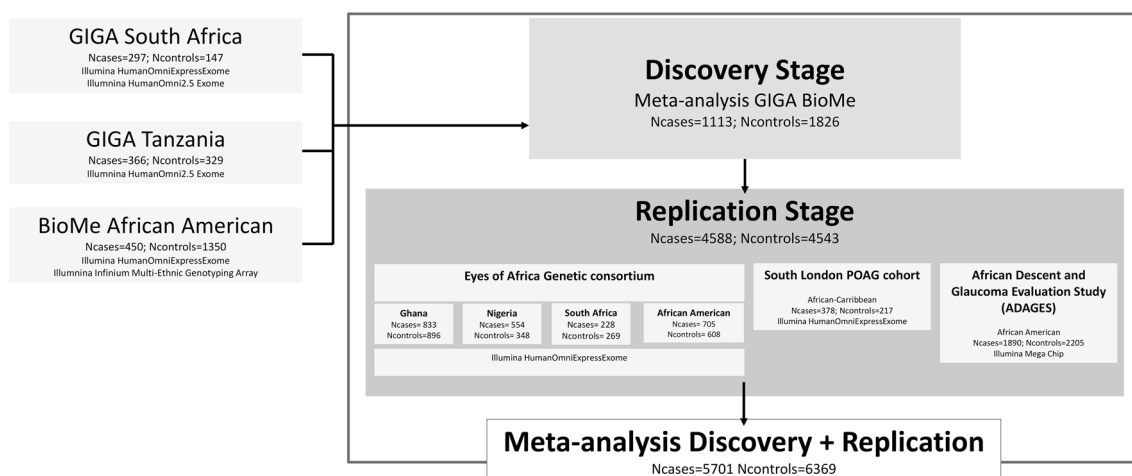 GIGA South Africa
Ncases=297; Ncontrols=147
Illumina HumanOmniExpressExome
Illumnina HumanOmni2.5 Exome
GIGA Tanzania
Ncases=366; Ncontrols=329
Illumnina HumanOmni2.5 Exome
BioMe African American
Ncases=450; Ncontrols=1350
Illumina HumanOmniExpressExome
Illumnina Infinium Multi-Ethnic Genotyping Array
Discovery Stage
Meta-analysis GIGA BioMe
Ncases=1113; Ncontrols=1826
Replication Stage
Ncases=4588; Ncontrols=4543
Eyes of Africa Genetic consortium
Ghana
Ncases= 833
Ncontrols=896
Nigeria
Ncases= 554
Ncontrols= 348
South Africa
Ncases= 228
Ncontrols= 269
African American
Ncases= 705
Ncontrols= 608
Illumina HumanOmniExpressExome
South London POAG cohort
African-Carribbean
Ncases=378; Ncontrols=217
Illumina HumanOmniExpressExome
African Descent and
Glaucoma Evaluation Study
(ADAGES)
African American
Ncases=1890; Ncontrols=2205
Illumina Mega Chip
Meta-analysis Discovery + Replication
Ncases=5701 Ncontrols=6369